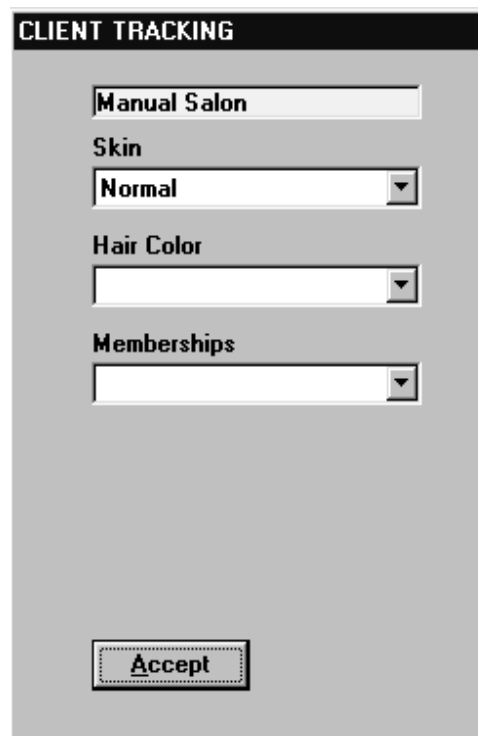 CLIENT TRACKING
Manual Salon
Skin
Normal
Hair Color
Memberships
Accept